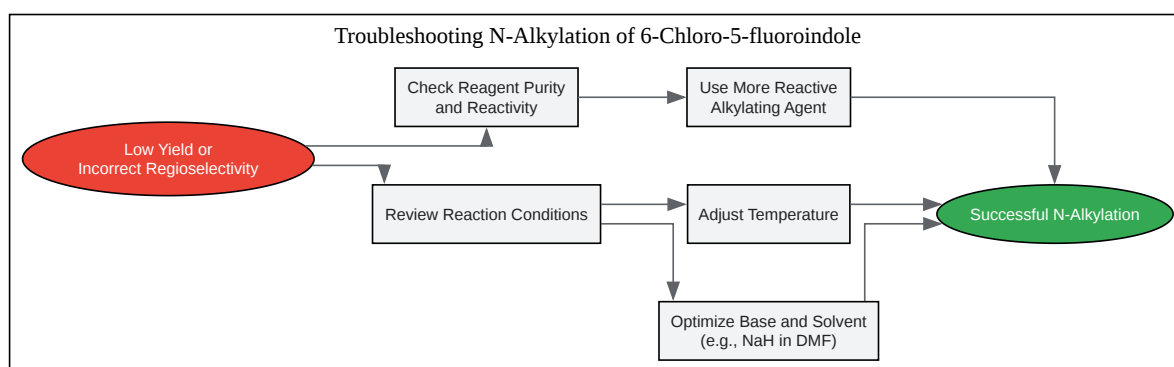 Troubleshooting N-Alkylation of 6-Chloro-5-fluoroindole
Check Reagent Purity
and Reactivity
Use More Reactive
Alkylating Agent
Low Yield or
Incorrect Regioselectivity
Review Reaction Conditions
Adjust Temperature
Successful N-Alkylation
Optimize Base and Solvent
(e.g., NaH in DMF)